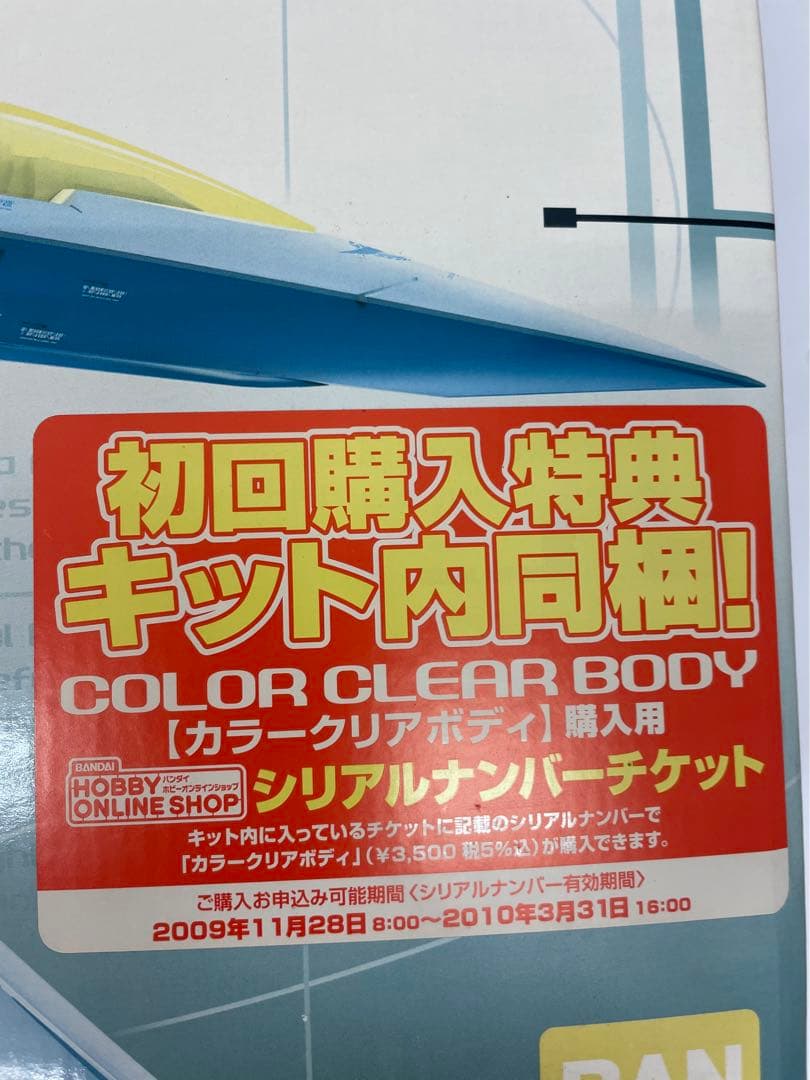 初回購入特典
キット内同梱!
COLOR CLEAR BODY
【カラークリアボディ】購入用
BANDAI
HOBBY バンダイ
ONLINE SHOP ホビーオンラインショップ
シリアルナンバーチケット
キット内に入っているチケットに記載のシリアルナンバーで
「カラークリアボディ」(¥3,500 税5%込)が購入できます。
ご購入お申込み可能期間〈シリアルナンバー有効期間〉
2009年11月28日 8:00〜2010年3月31日 16:00
BAN